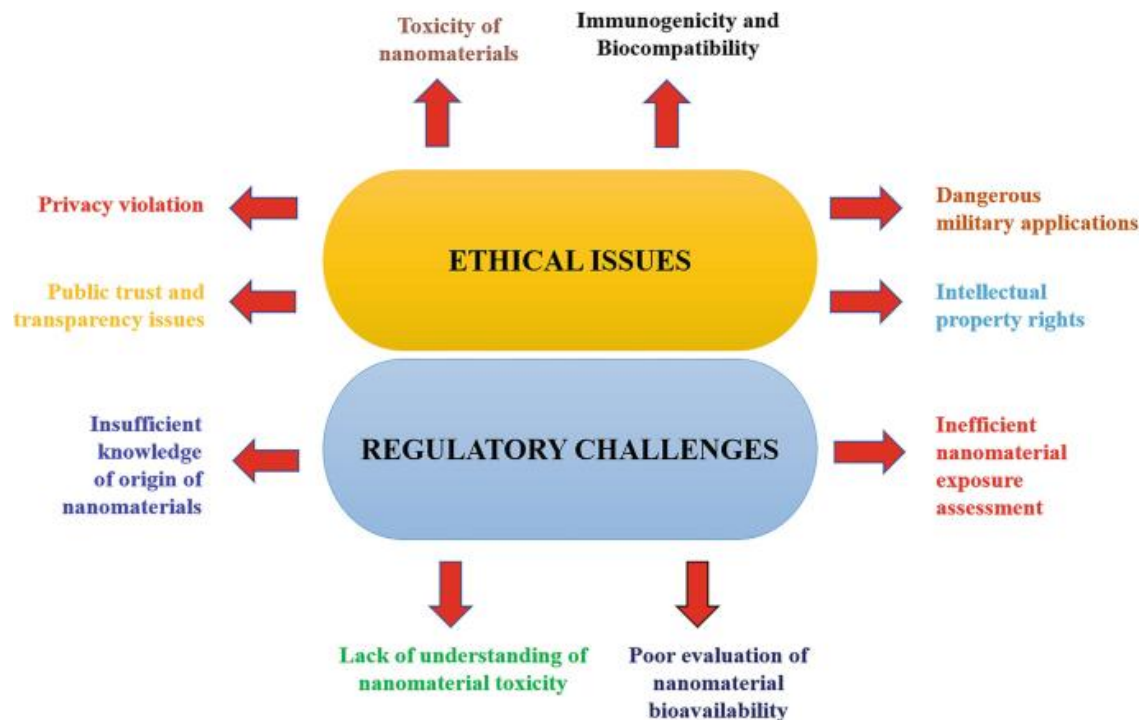 Toxicity of
nanomaterials
Immunogenicity and
Biocompatibility
Privacy violation
Dangerous
military applications
ETHICAL ISSUES
Public trust and
transparency issues
Intellectual
property rights
Insufficient
knowledge
of origin of
nanomaterials
REGULATORY CHALLENGES
Inefficient
nanomaterial
exposure
assessment
Lack of understanding of
nanomaterial toxicity
Poor evaluation of
nanomaterial
bioavailability